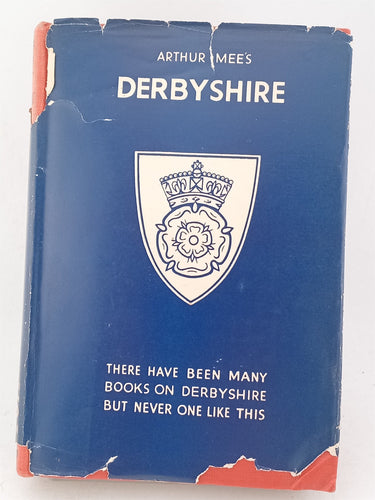 ARTHUR MEE'S
DERBYSHIRE
THERE HAVE BEEN MANY
BOOKS ON DERBYSHIRE
BUT NEVER ONE LIKE THIS